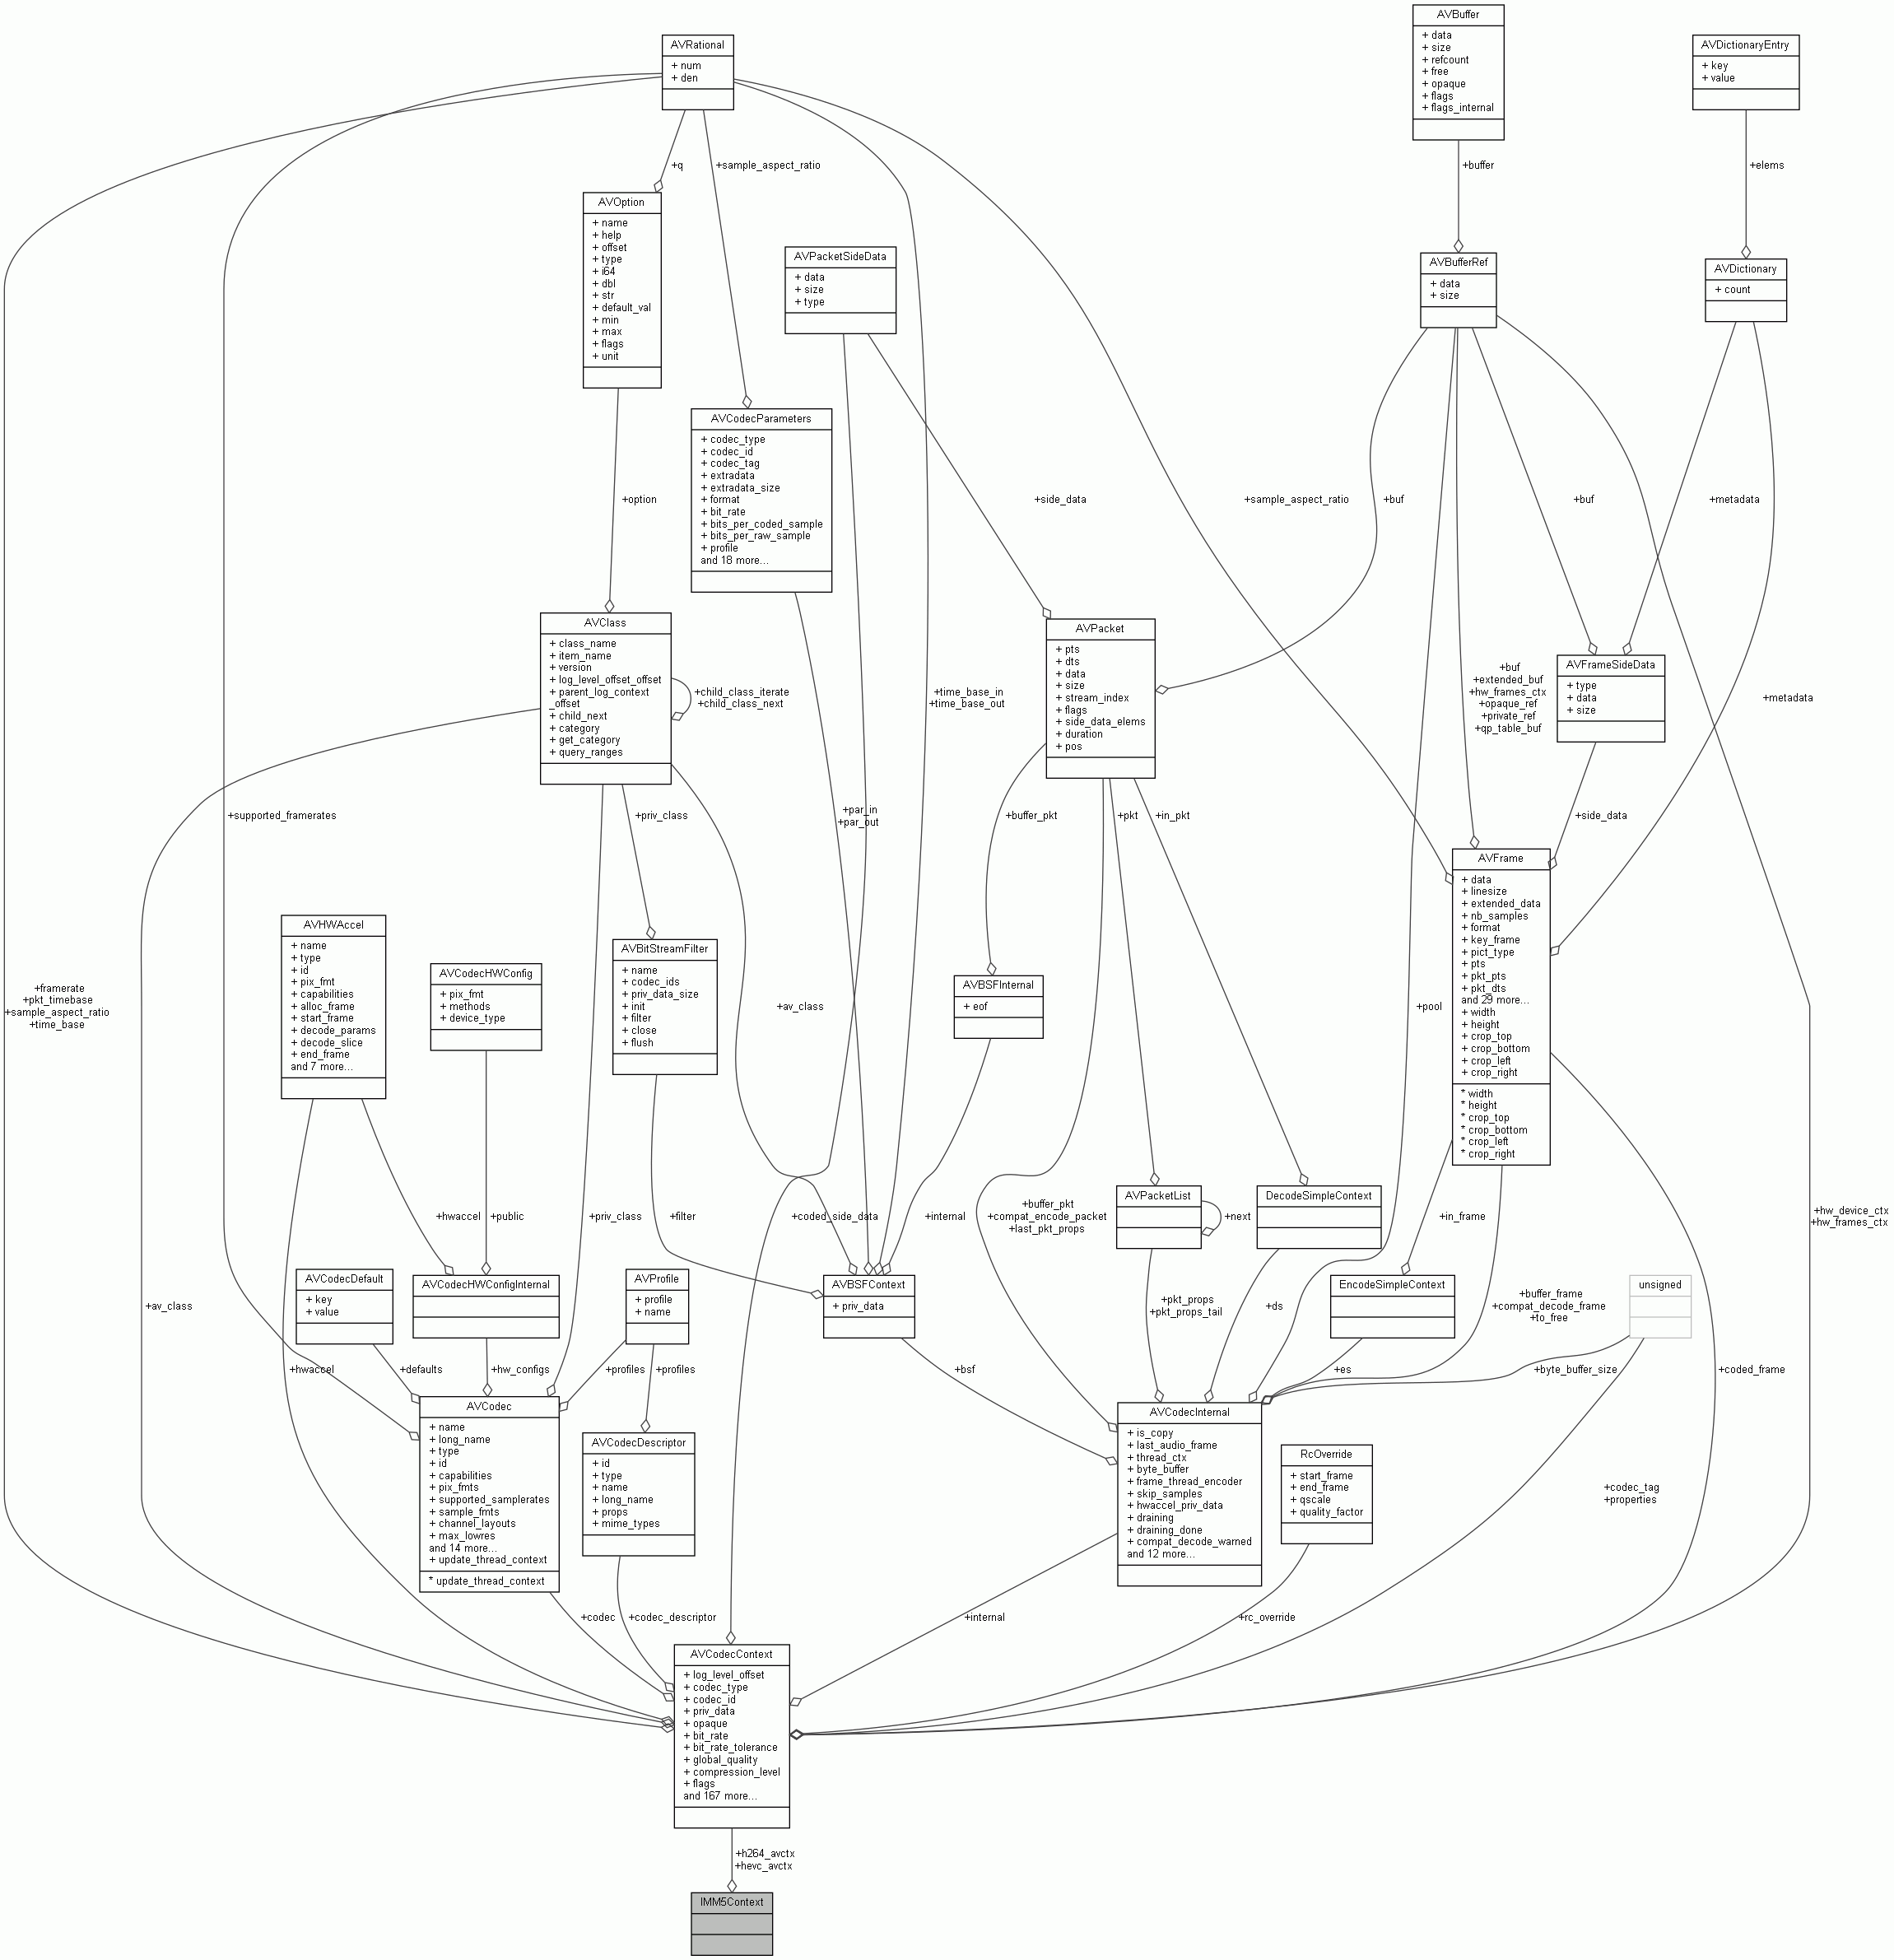 AVBuffer
+ data
+ size
+ refcount
+ free
+ opaque
+ flags
+ flags_internal
AVRational
+ num
+ den
AVDictionaryEntry
+ key
+ value
+q
+sample_aspect_ratio
+buffer
+elems
AVOption
+ name
+ help
+ offset
+ type
+ i64
+ dbl
+ str
+ default_val
+ min
+ max
+ flags
+ unit
AVPacketSideData
+ data
+ size
+ type
AVBufferRef
+ data
+ size
AVDictionary
+ count
AVCodecParameters
+ codec_type
+ codec_id
+ codec_tag
+ extradata
+ extradata_size
+ format
+ bit_rate
+ bits_per_coded_sample
+ bits_per_raw_sample
+ profile
and 18 more...
+option
+side_data
+sample_aspect_ratio
+buf
+buf
+metadata
AVClass
+ class_name
+ item_name
+ version
+ log_level_offset_offset
+ parent_log_context
_offset
+ child_next
+ category
+ get_category
+ query_ranges
+child_class_iterate
+child_class_next
+time_base_in
+time_base_out
AVPacket
+ pts
+ dts
+ data
+ size
+ stream_index
+ flags
+ side_data_elems
+ duration
+ pos
+buf
+extended_buf
+hw_frames_ctx
+opaque_ref
+private_ref
+qp_table_buf
AVFrameSideData
+ type
+ data
+ size
+metadata
+supported_framerates
+priv_class
+par_in
+par_out
+buffer_pkt
+pkt
+in_pkt
+side_data
AVFrame
+ data
+ linesize
+ extended_data
+ nb_samples
+ format
+ key_frame
+ pict_type
+ pts
+ pkt_pts
+ pkt_dts
and 29 more...
+ width
+ height
+ crop_top
+ crop_bottom
+ crop_left
+ crop_right
* width
* height
* crop_top
* crop_bottom
* crop_left
* crop_right
AVHWAccel
+ name
+ type
+ id
+ pix_fmt
+ capabilities
+ alloc_frame
+ start_frame
+ decode_params
+ decode_slice
+ end_frame
and 7 more...
AVCodecHWConfig
+ pix_fmt
+ methods
+ device_type
AVBitStreamFilter
+ name
+ codec_ids
+ priv_data_size
+ init
+ filter
+ close
+ flush
AVBSFInternal
+ eof
+framerate
+pkt_timebase
+sample_aspect_ratio
+time_base
+av_class
+pool
+hwaccel
+public
+priv_class
+filter
+coded_side_data
+internal
+buffer_pkt
+compat_encode_packet
+last_pkt_props
AVPacketList
+next
DecodeSimpleContext
+in_frame
+hw_device_ctx
+hw_frames_ctx
AVCodecDefault
+ key
+ value
AVCodecHWConfigInternal
AVProfile
+ profile
+ name
AVBSFContext
+ priv_data
EncodeSimpleContext
unsigned
+av_class
+pkt_props
+pkt_props_tail
+ds
+buffer_frame
+compat_decode_frame
+to_free
+hwaccel
+defaults
+hw_configs
+profiles
+profiles
+bsf
+es
+byte_buffer_size
+coded_frame
AVCodec
+ name
+ long_name
+ type
+ id
+ capabilities
+ pix_fmts
+ supported_samplerates
+ sample_fmts
+ channel_layouts
+ max_lowres
and 14 more...
+ update_thread_context
* update_thread_context
AVCodecDescriptor
+ id
+ type
+ name
+ long_name
+ props
+ mime_types
AVCodecInternal
+ is_copy
+ last_audio_frame
+ thread_ctx
+ byte_buffer
+ frame_thread_encoder
+ skip_samples
+ hwaccel_priv_data
+ draining
+ draining_done
+ compat_decode_warned
and 12 more...
RcOverride
+ start_frame
+ end_frame
+ qscale
+ quality_factor
+codec_tag
+properties
+codec
+codec_descriptor
+internal
+rc_override
AVCodecContext
+ log_level_offset
+ codec_type
+ codec_id
+ priv_data
+ opaque
+ bit_rate
+ bit_rate_tolerance
+ global_quality
+ compression_level
+ flags
and 167 more...
+h264_avctx
+hevc_avctx
IMM5Context